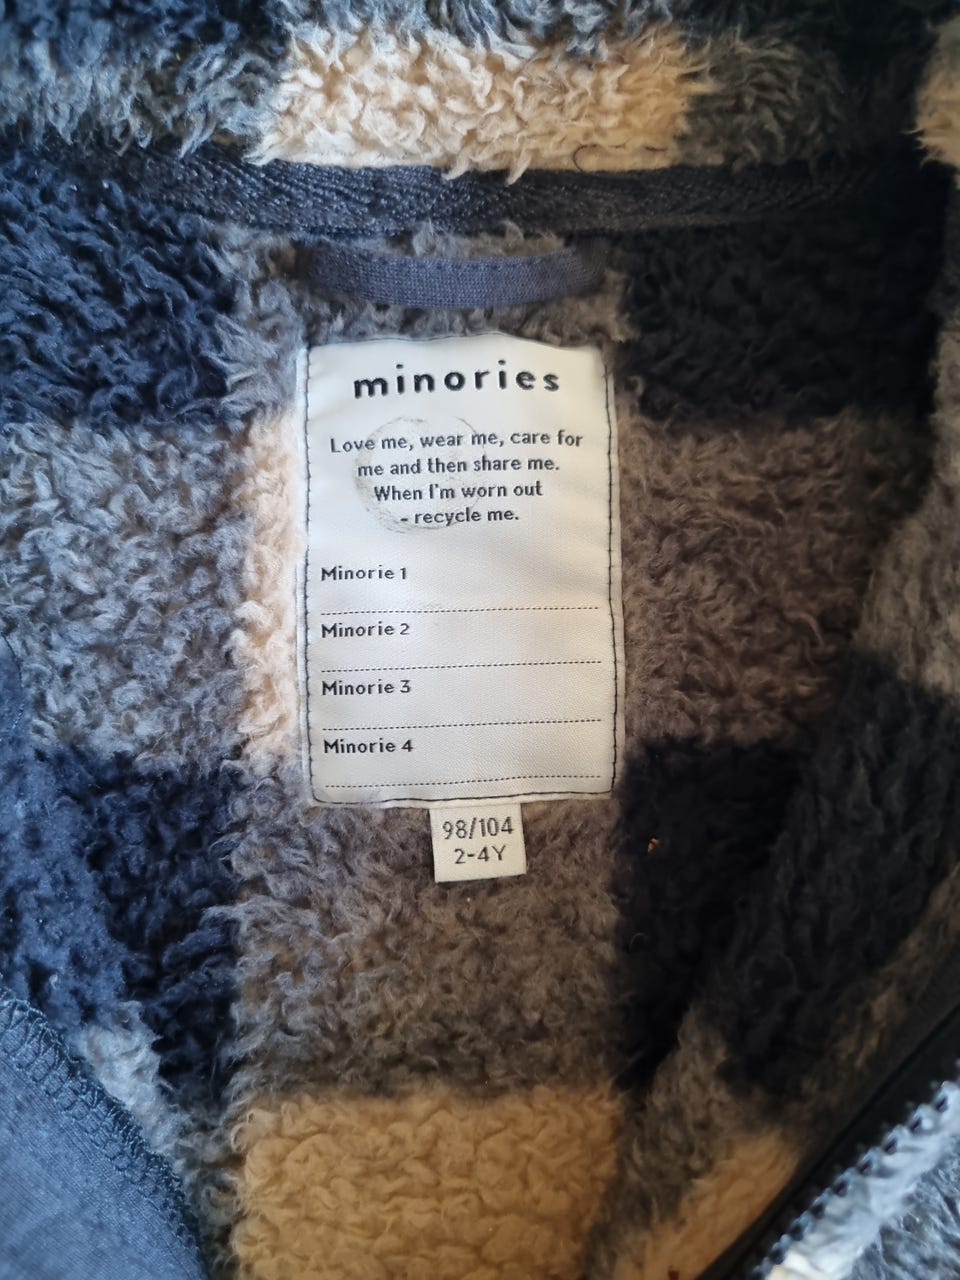 minories
Love me, wear me, care for
me and then share me.
When I'm worn out
- recycle me.
Minorie 1
Minorie 2
Minorie 3
Minorie 4
98/104
2-4Y